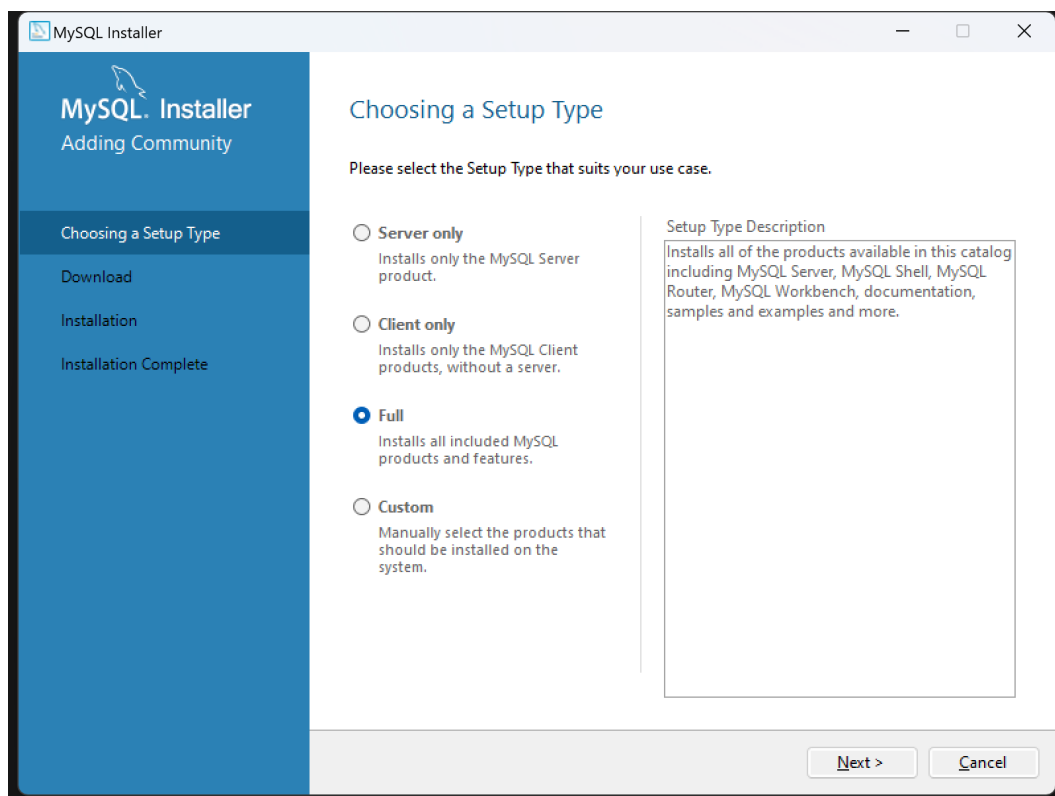 MySQL Installer
MySQL. Installer
Adding Community
Choosing a Setup Type
Download
Installation
Installation Complete
Choosing a Setup Type
Please select the Setup Type that suits your use case.
Server only
Installs only the MySQL Server
product.
Client only
Installs only the MySQL Client
products, without a server.
Full
Installs all included MySQL
products and features.
Custom
Manually select the products that
should be installed on the
system.
Setup Type Description
Installs all of the products available in this catalog
including MySQL Server, MySQL Shell, MySQL
Router, MySQL Workbench, documentation,
samples and examples and more.
Next >
Cancel